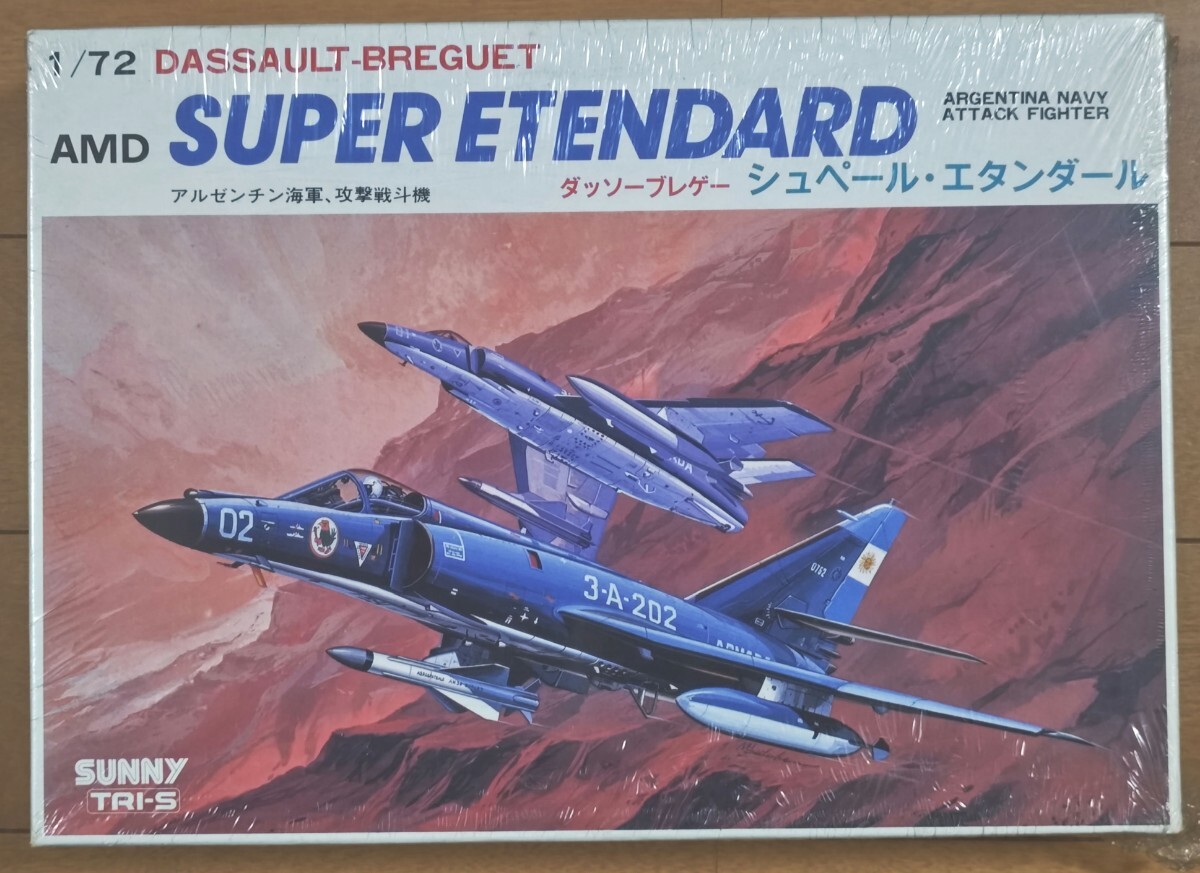 1/72 DASSAULT-BREGUET
AMD SUPER ETENDARD
ARGENTINA NAVY
ATTACK FIGHTER
アルゼンチン海軍、攻撃戦斗機
ダッソーブレゲー シュペール・エタンダール
01
02
3-A-202
0752
SUNNY
TRI-S